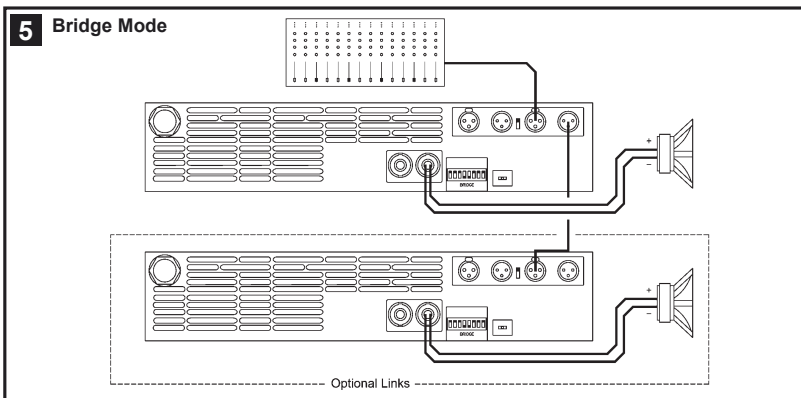 5 Bridge Mode
+
−
BRIDGE
+
−
BRIDGE
Optional Links